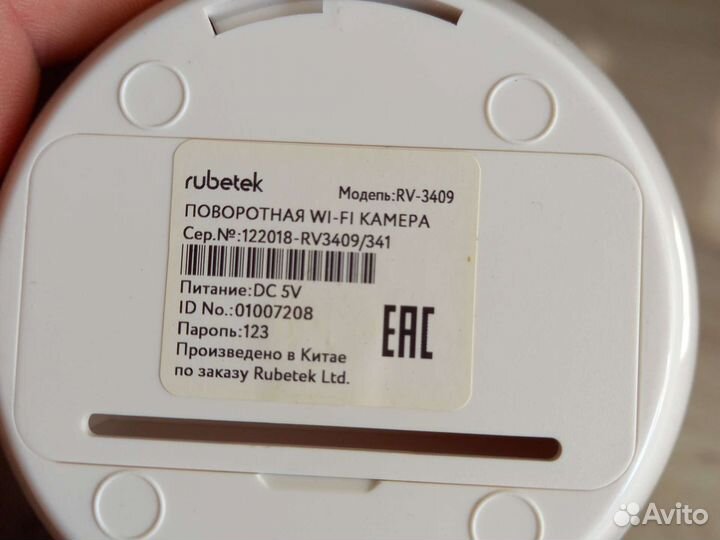 rubetek
Модель:RV-3409
ПОВОРОТНАЯ WI-FI КАМЕРА
Сер.№:122018-RV3409/341
Питание:DC 5V
ID No.:01007208
Пароль:123
Произведено в Китае
по заказу Rubetek Ltd.
EAC
Avito